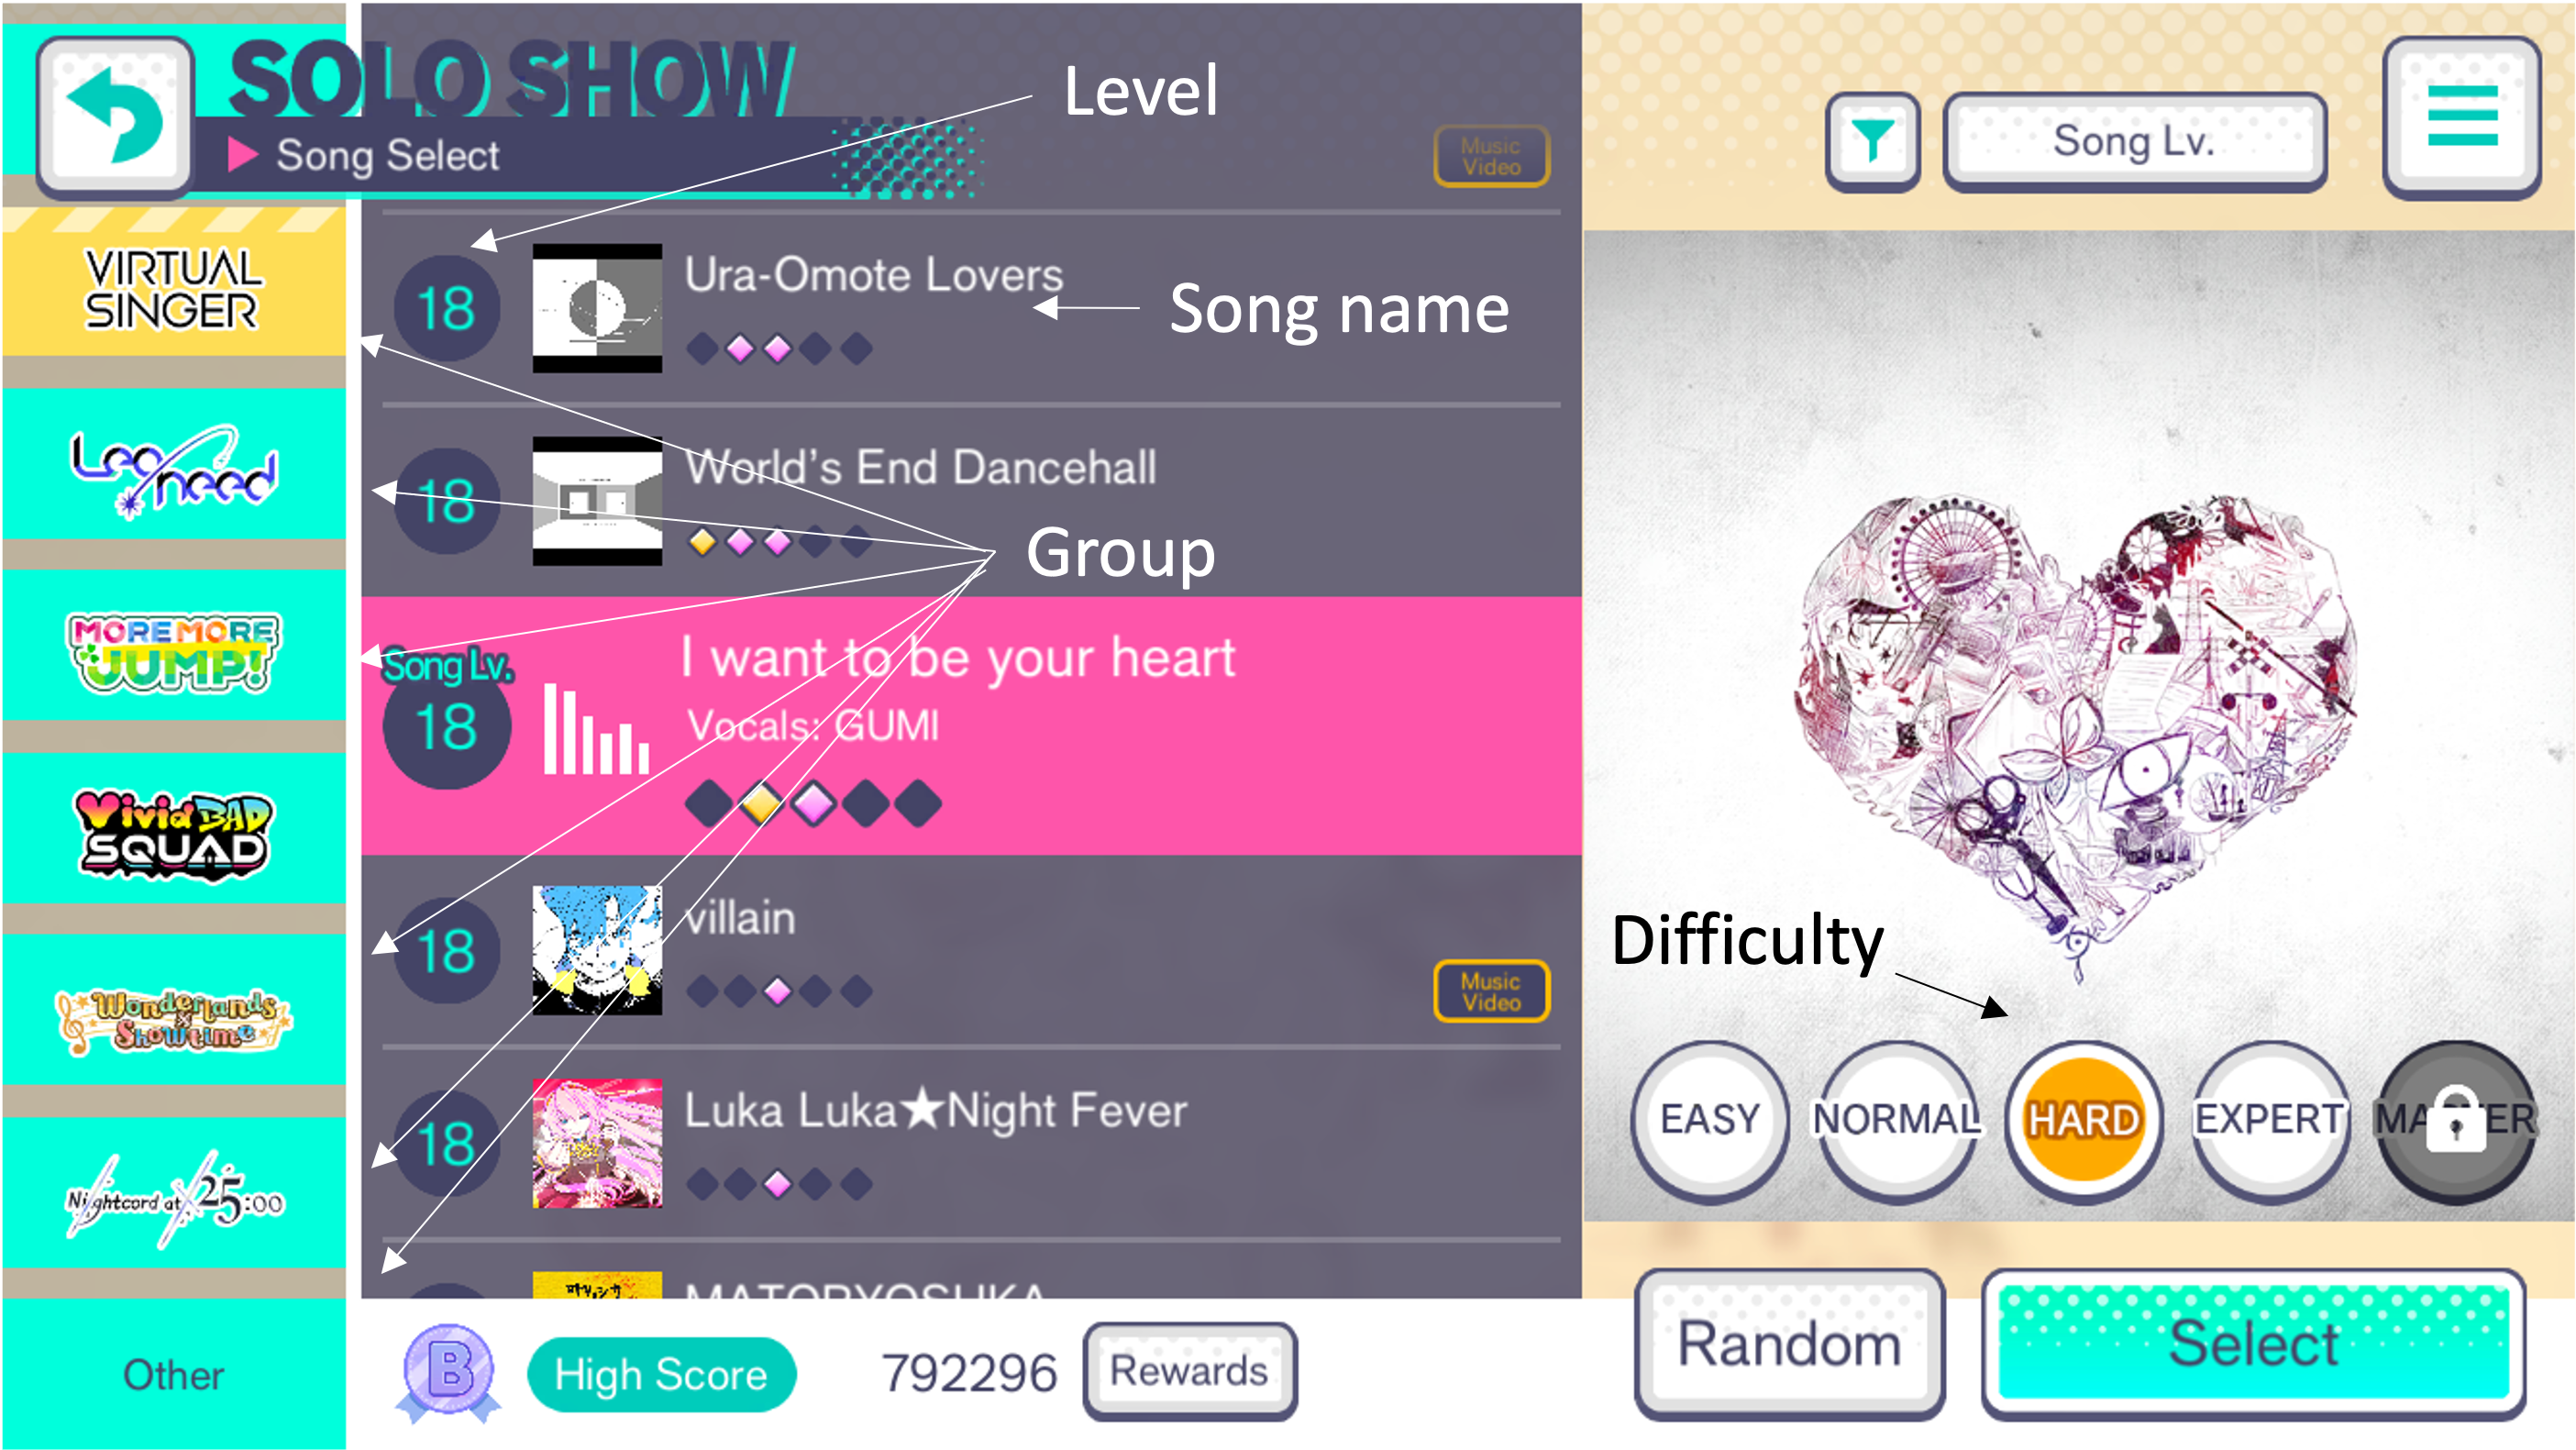 SOLO SHOW
Song Select
Level
Music
Video
Song Lv.
VIRTUAL
SINGER
18
Ura-Omote Lovers
Song name
Leo/need
18
World's End Dancehall
Group
MORE MORE
JUMP!
Song Lv.
18
I want to be your heart
Vocals: GUMI
Vivid BAD
SQUAD
18
villain
Music
Video
Difficulty
Wonderlands
×
Showtime
18
Luka Luka★Night Fever
EASY
NORMAL
HARD
EXPERT
MASTER
Nightcord at 25:00
MATORYOSHKA
Other
B
High Score
792296
Rewards
Random
Select